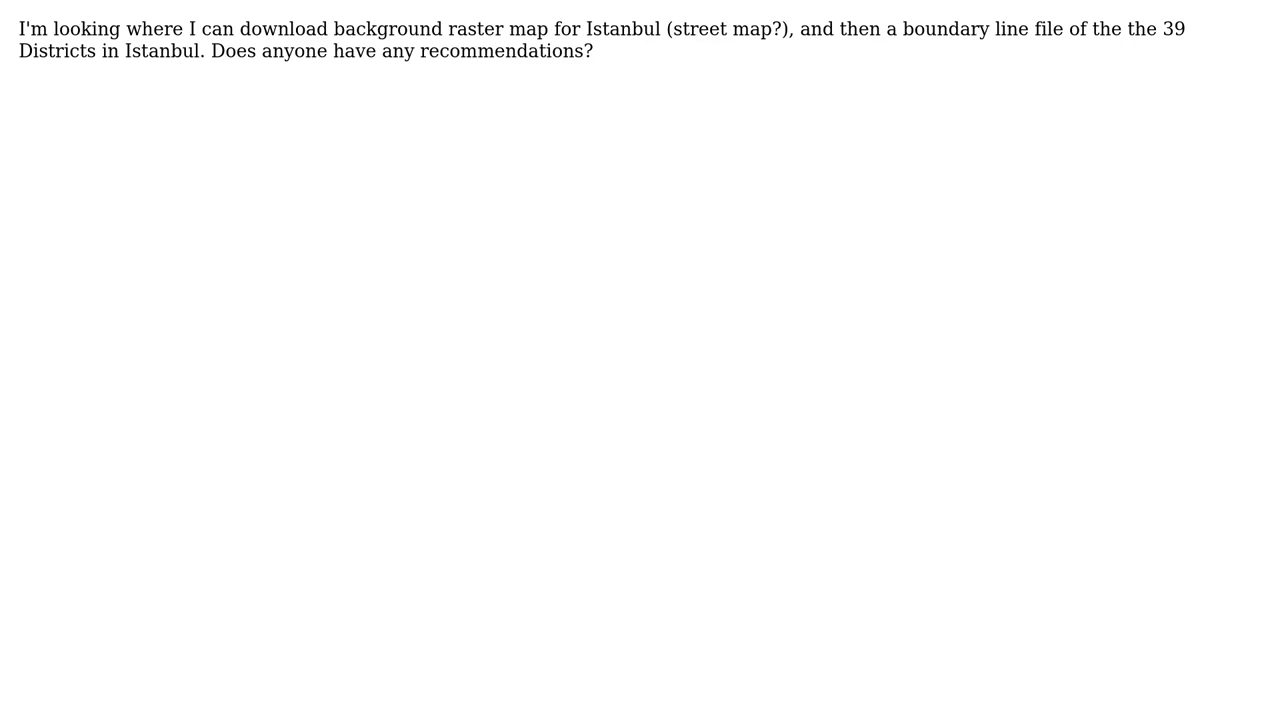 I'm looking where I can download background raster map for Istanbul (street map?), and then a boundary line file of the the 39
Districts in Istanbul. Does anyone have any recommendations?